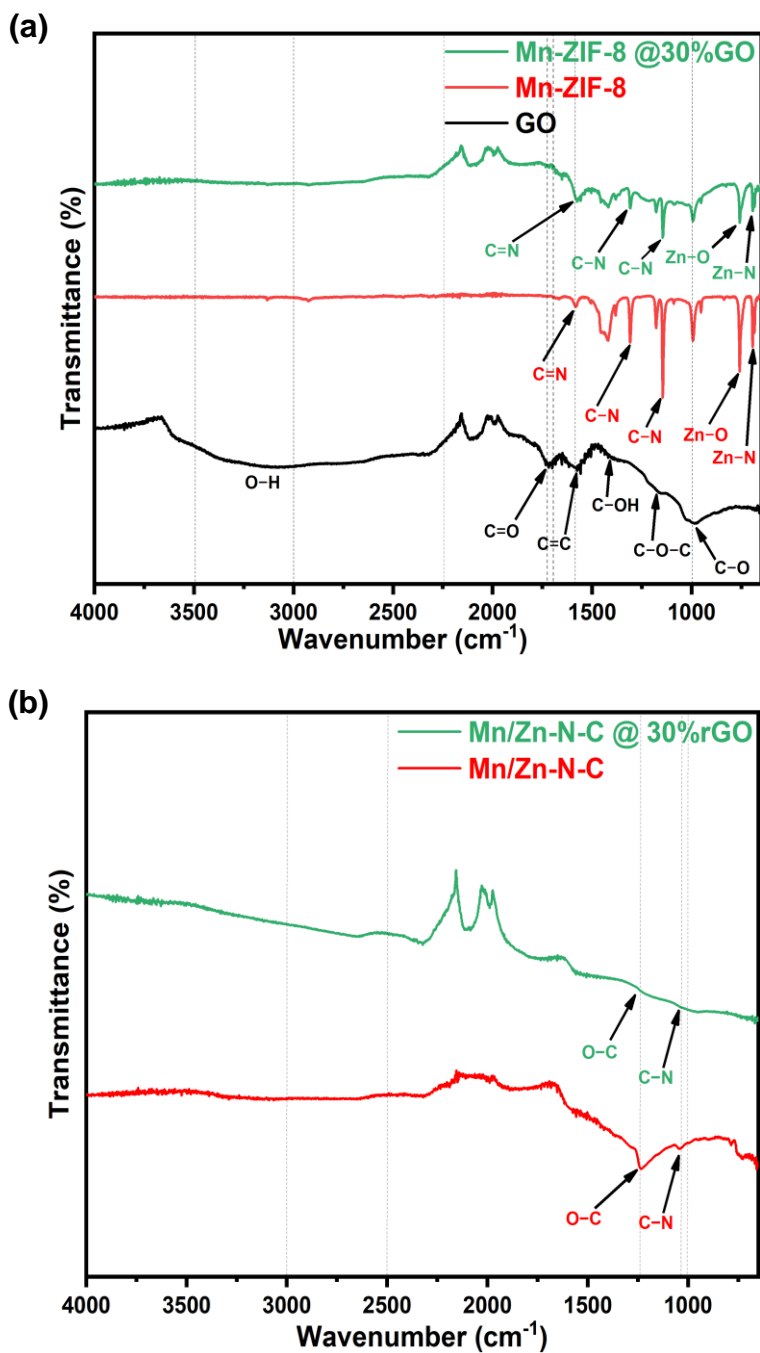 (a)
Mn-ZIF-8 @30%GO
Mn-ZIF-8
GO
Transmittance (%)
C=N
C−N
C−N
Zn−O
Zn−N
C=N
C−N
C−N
Zn−O
Zn−N
O−H
C=O
C=C
C−OH
C−O−C
C−O
4000 3500 3000 2500 2000 1500 1000
Wavenumber (cm⁻¹)
(b)
Mn/Zn-N-C @ 30%rGO
Mn/Zn-N-C
Transmittance (%)
O−C
C−N
O−C
C−N
4000 3500 3000 2500 2000 1500 1000
Wavenumber (cm⁻¹)